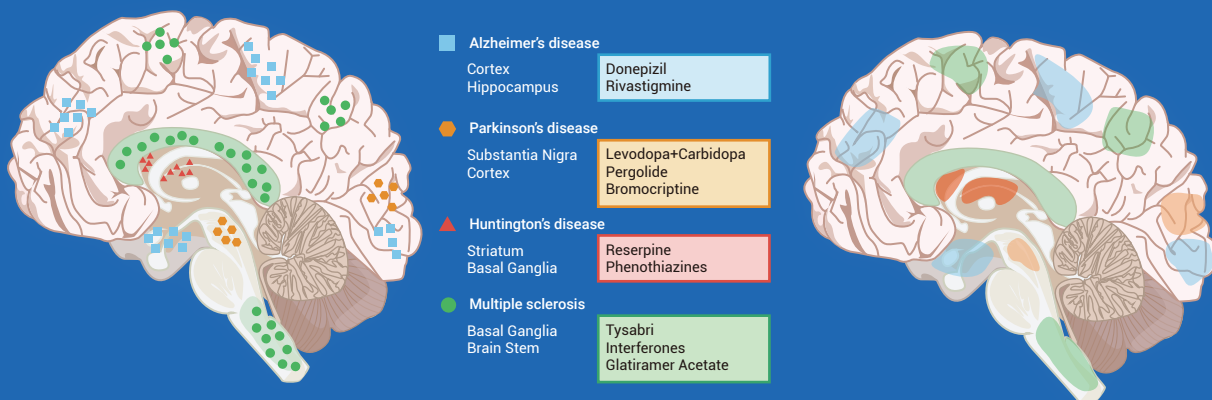 Alzheimer's disease
Cortex
Hippocampus
Donepizil
Rivastigmine
Parkinson's disease
Substantia Nigra
Cortex
Levodopa+Carbidopa
Pergolide
Bromocriptine
Huntington's disease
Striatum
Basal Ganglia
Reserpine
Phenothiazines
Multiple sclerosis
Basal Ganglia
Brain Stem
Tysabri
Interferones
Glatiramer Acetate